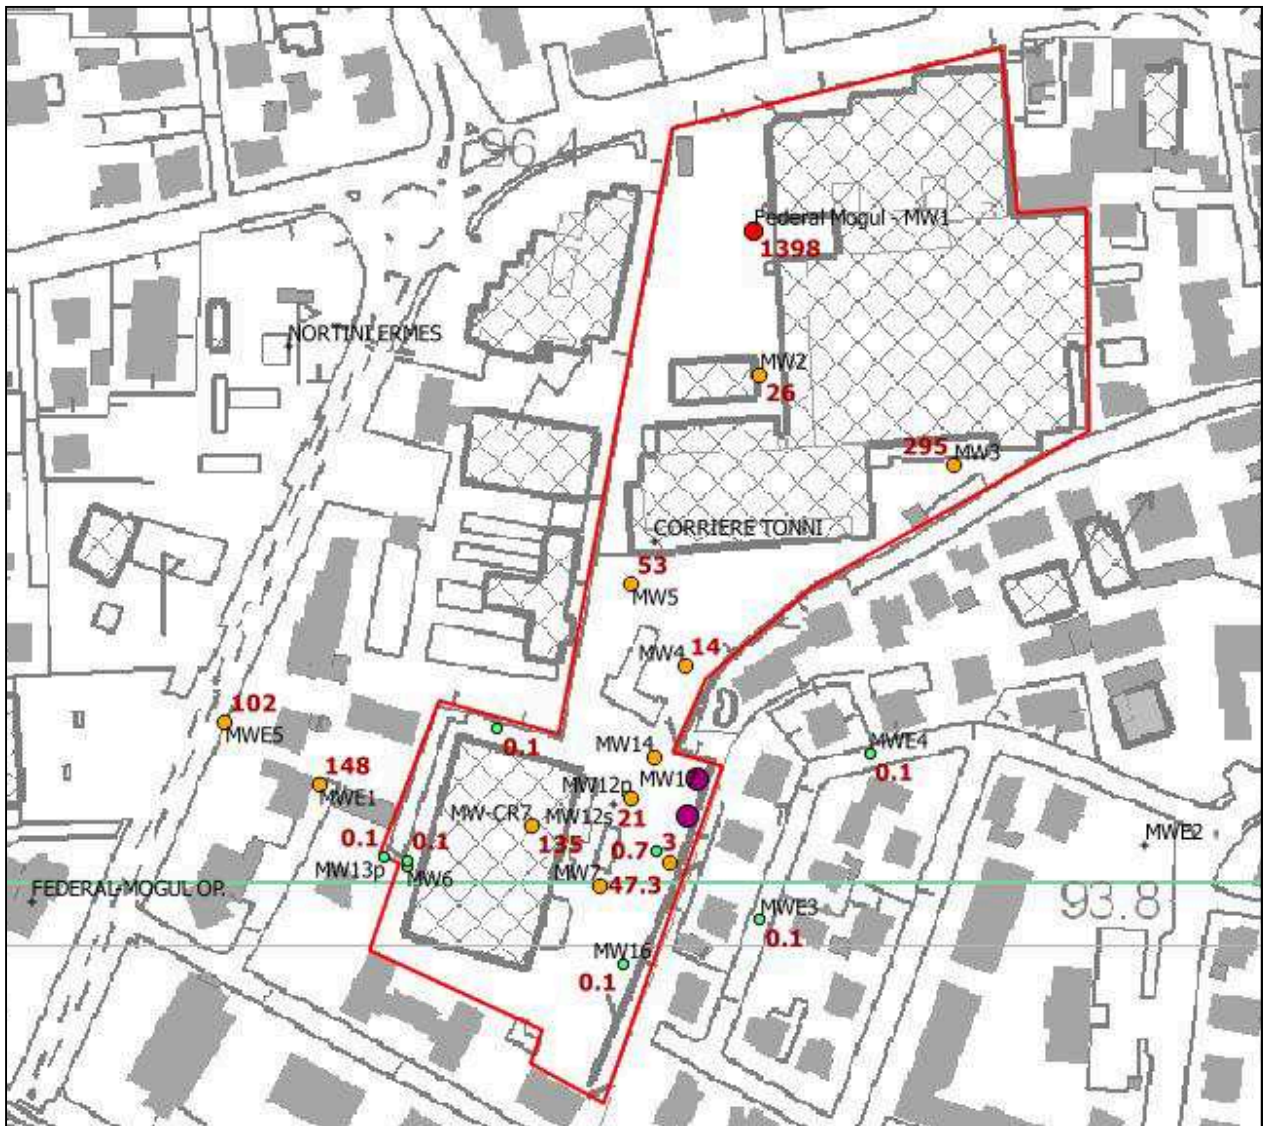 96.4
Federal Mogul - MW1
1398
NORTINI ERMES
MW2
26
295
MW3
CORRIERE TONNI
53
MW5
MW4
14
102
MWE5
0.1
MW14
MWE4
0.1
148
MWE1
MW12p
MW-CR7
MW12s
21
135
0.1
0.1
0.7
3
MWE2
MW13p
MW6
MW7
47.3
FEDERAL-MOGUL OP.
93.8
MWE3
0.1
MW16
0.1